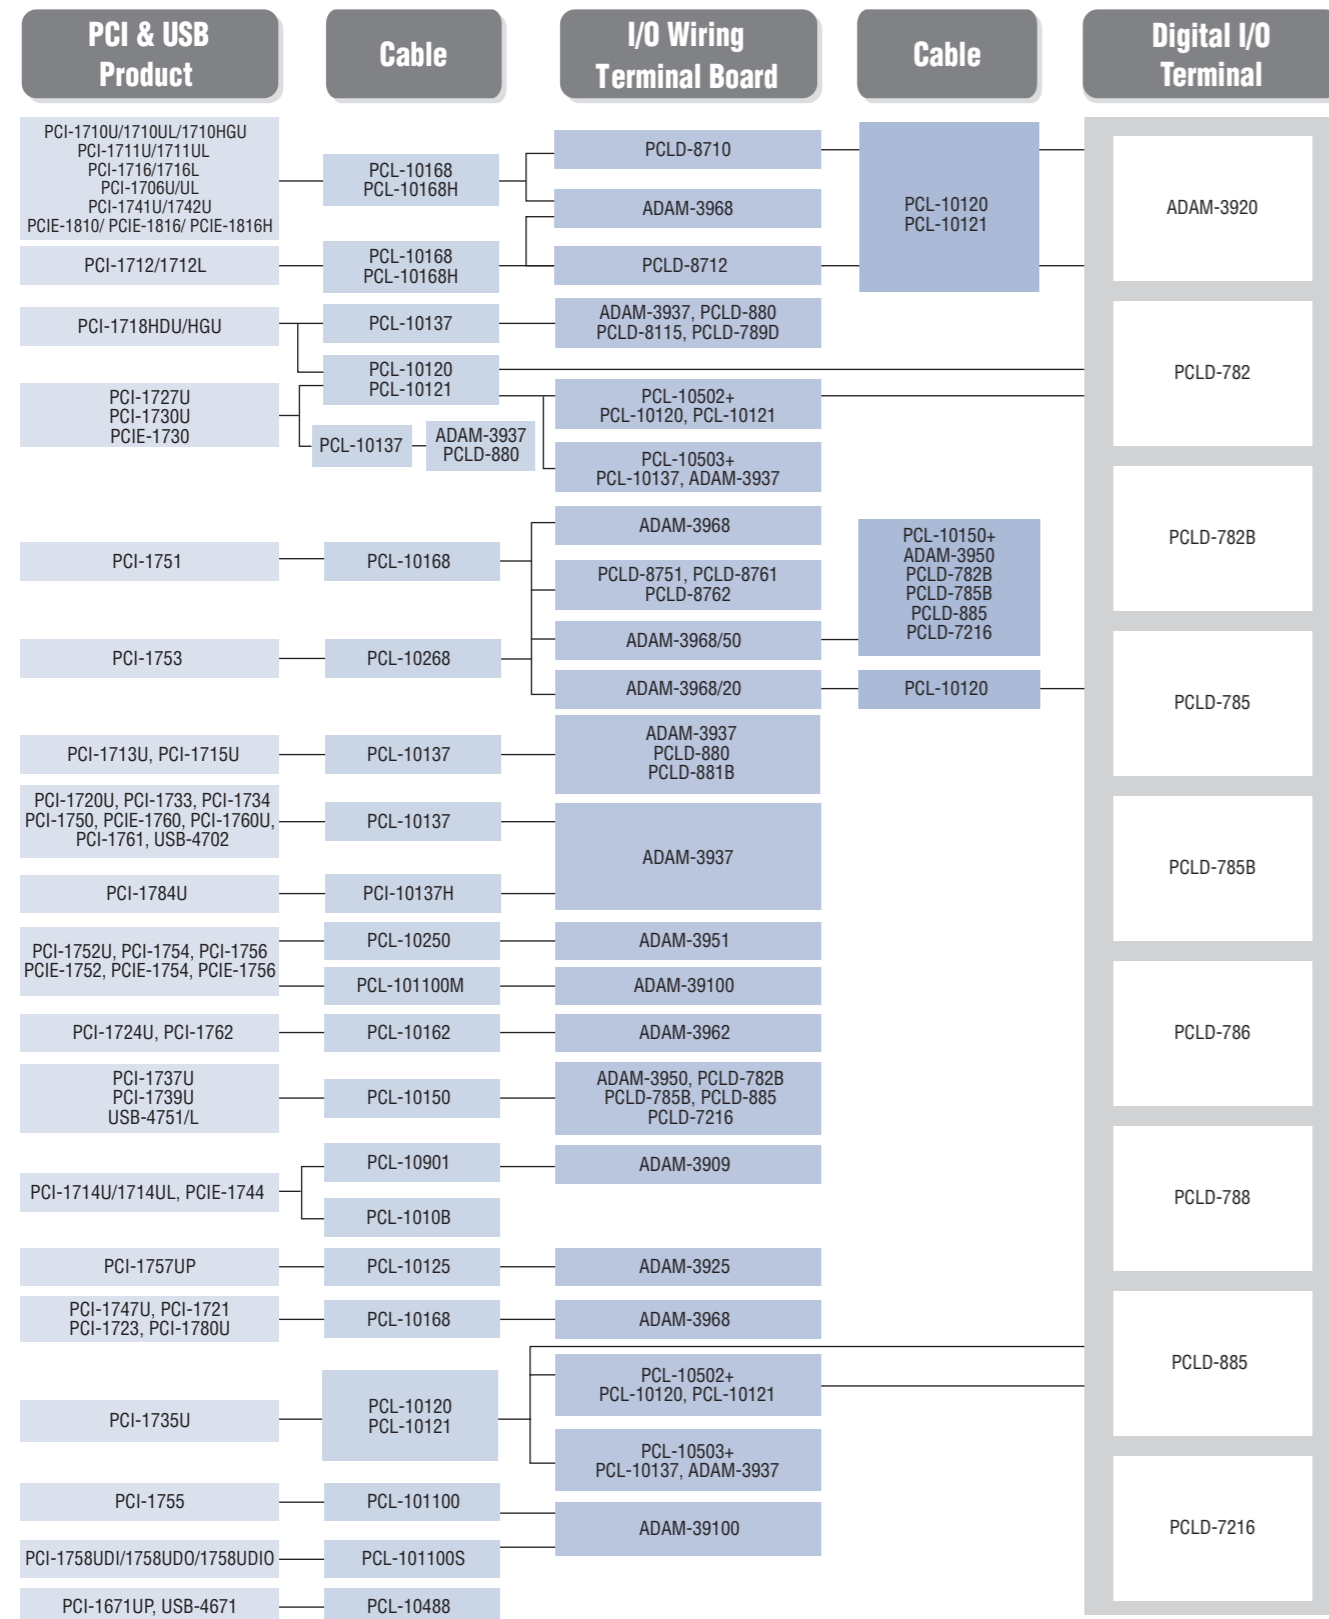 PCI & USB
Product
Cable
I/O Wiring
Terminal Board
Cable
Digital I/O
Terminal
PCI-1710U/1710UL/1710HGU
PCI-1711U/1711UL
PCI-1716/1716L
PCI-1706U/UL
PCI-1741U/1742U
PCIE-1810/ PCIE-1816/ PCIE-1816H
PCL-10168
PCL-10168H
PCLD-8710
ADAM-3968
PCL-10120
PCL-10121
ADAM-3920
PCI-1712/1712L
PCL-10168
PCL-10168H
PCLD-8712
PCI-1718HDU/HGU
PCL-10137
ADAM-3937, PCLD-880
PCLD-8115, PCLD-789D
PCL-10120
PCL-10121
PCLD-782
PCI-1727U
PCI-1730U
PCIE-1730
PCL-10137
ADAM-3937
PCLD-880
PCL-10502+
PCL-10120, PCL-10121
PCL-10503+
PCL-10137, ADAM-3937
PCI-1751
PCL-10168
ADAM-3968
PCLD-8751, PCLD-8761
PCLD-8762
PCL-10150+
ADAM-3950
PCLD-782B
PCLD-785B
PCLD-885
PCLD-7216
PCLD-782B
PCI-1753
PCL-10268
ADAM-3968/50
ADAM-3968/20
PCL-10120
PCLD-785
PCI-1713U, PCI-1715U
PCL-10137
ADAM-3937
PCLD-880
PCLD-881B
PCI-1720U, PCI-1733, PCI-1734
PCI-1750, PCIE-1760, PCI-1760U,
PCI-1761, USB-4702
PCL-10137
ADAM-3937
PCLD-785B
PCI-1784U
PCI-10137H
PCI-1752U, PCI-1754, PCI-1756
PCIE-1752, PCIE-1754, PCIE-1756
PCL-10250
ADAM-3951
PCL-101100M
ADAM-39100
PCI-1724U, PCI-1762
PCL-10162
ADAM-3962
PCLD-786
PCI-1737U
PCI-1739U
USB-4751/L
PCL-10150
ADAM-3950, PCLD-782B
PCLD-785B, PCLD-885
PCLD-7216
PCI-1714U/1714UL, PCIE-1744
PCL-10901
ADAM-3909
PCL-1010B
PCLD-788
PCI-1757UP
PCL-10125
ADAM-3925
PCI-1747U, PCI-1721
PCI-1723, PCI-1780U
PCL-10168
ADAM-3968
PCLD-885
PCI-1735U
PCL-10120
PCL-10121
PCL-10502+
PCL-10120, PCL-10121
PCL-10503+
PCL-10137, ADAM-3937
PCI-1755
PCL-101100
ADAM-39100
PCLD-7216
PCI-1758UDI/1758UDO/1758UDIO
PCL-101100S
PCI-1671UP, USB-4671
PCL-10488